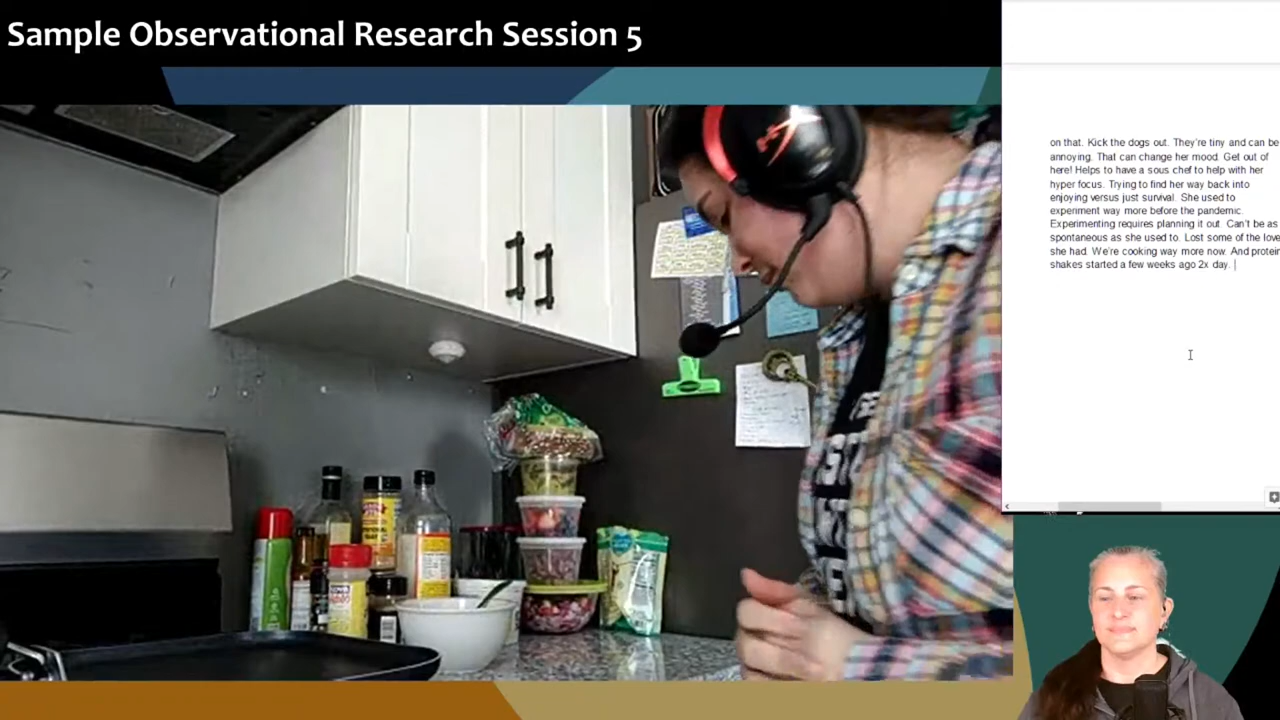 Sample Observational Research Session 5
on that. Kick the dogs out. They're tiny and can be
annoying. That can change her mood. Get out of
here! Helps to have a sous chef to help with her
hyper focus. Trying to find her way back into
enjoying versus just survival. She used to
experiment way more before the pandemic.
Experimenting requires planning it out. Can't be as
spontaneous as she used to. Lost some of the love
she had. We're cooking way more now. And protein
shakes started a few weeks ago 2x day.